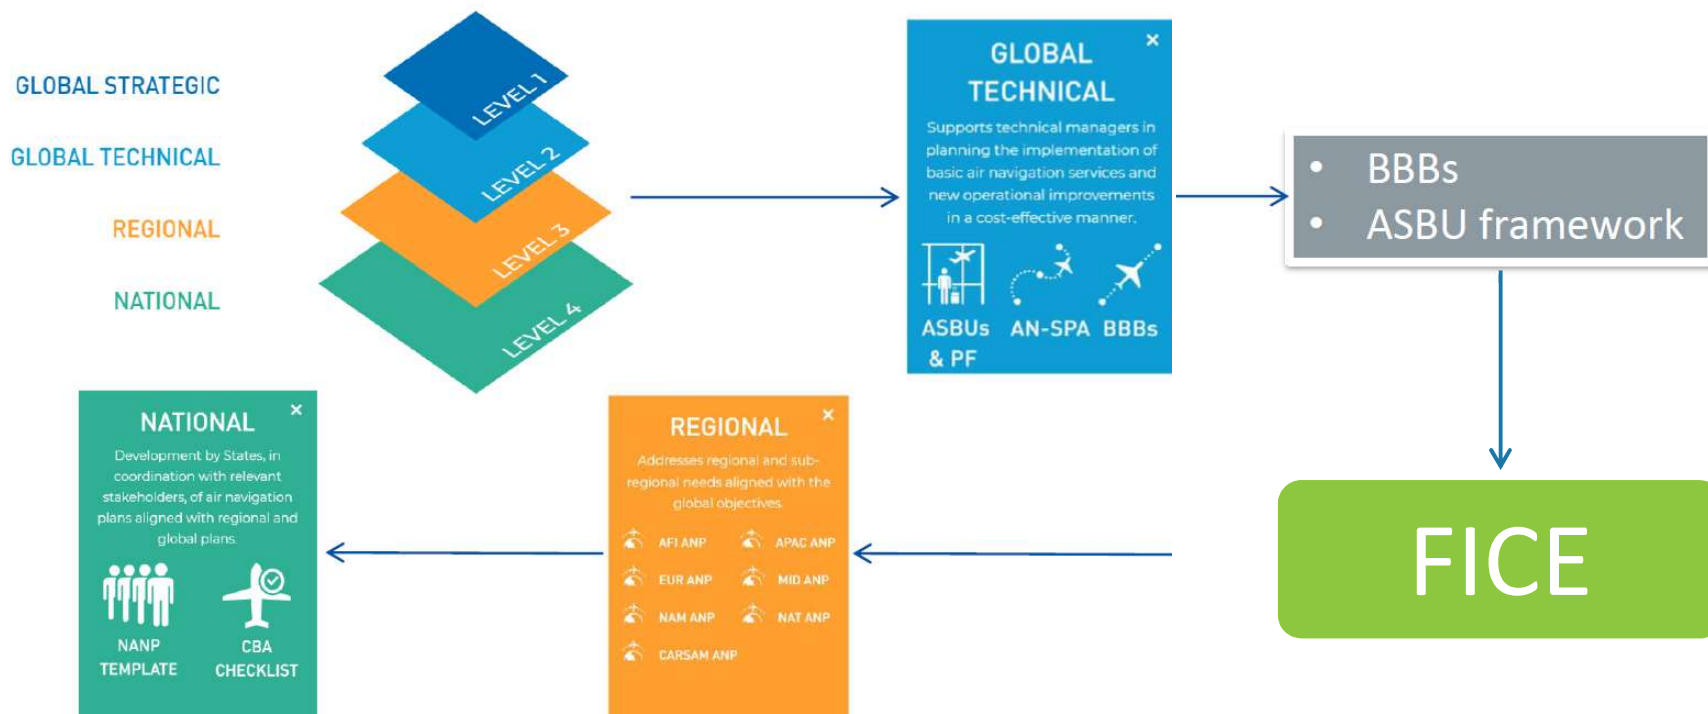 GLOBAL STRATEGIC
GLOBAL TECHNICAL
REGIONAL
NATIONAL
LEVEL 1
LEVEL 2
LEVEL 3
LEVEL 4
×
GLOBAL
TECHNICAL
Supports technical managers in
planning the implementation of
basic air navigation services and
new operational improvements
in a cost-effective manner.
ASBUs
& PF
AN-SPA
BBBs
• BBBs
• ASBU framework
FICE
×
REGIONAL
Addresses regional and sub-
regional needs aligned with the
global objectives.
AFI ANP
APAC ANP
EUR ANP
MID ANP
NAM ANP
NAT ANP
CARSAM ANP
×
NATIONAL
Development by States, in
coordination with relevant
stakeholders, of air navigation
plans aligned with regional and
global plans.
NANP
TEMPLATE
CBA
CHECKLIST